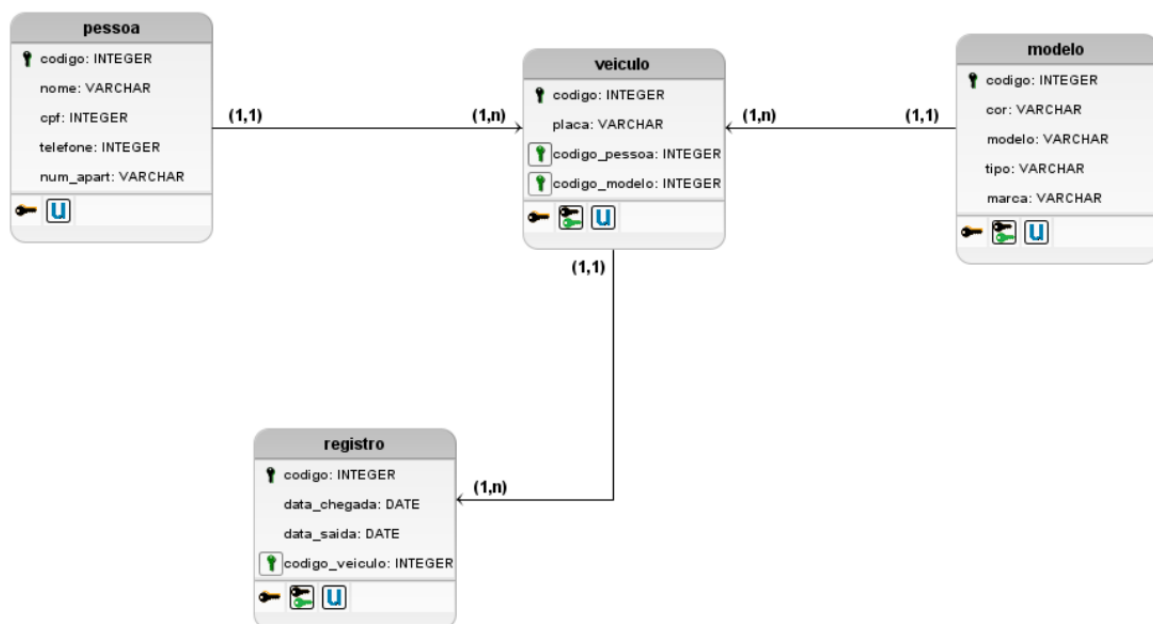 pessoa
codigo: INTEGER
nome: VARCHAR
cpf: INTEGER
telefone: INTEGER
num_apart: VARCHAR
(1,1)
(1,n)
veiculo
codigo: INTEGER
placa: VARCHAR
codigo_pessoa: INTEGER
codigo_modelo: INTEGER
U
(1,n)
(1,1)
modelo
codigo: INTEGER
cor: VARCHAR
modelo: VARCHAR
tipo: VARCHAR
marca: VARCHAR
U
U
(1,1)
registro
codigo: INTEGER
data_chegada: DATE
data_saida: DATE
codigo_veiculo: INTEGER
(1,n)
U